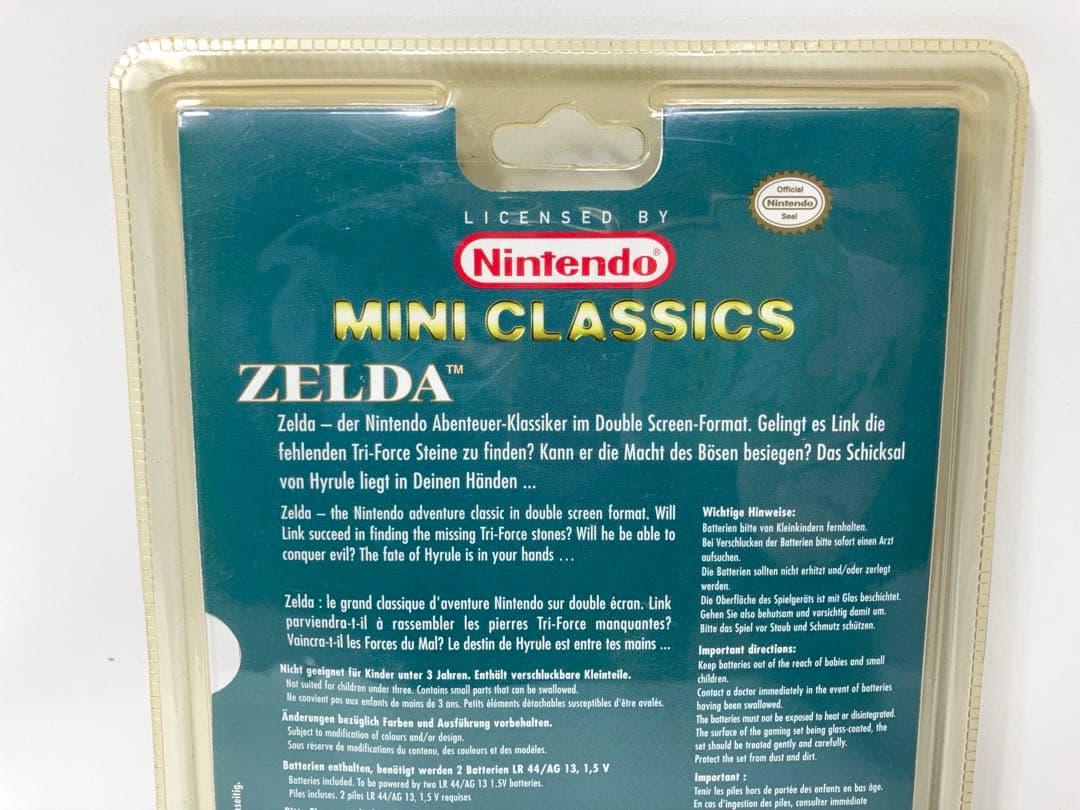 Official
Nintendo
Seal
LICENSED BY
Nintendo®
MINI CLASSICS
ZELDA™
Zelda – der Nintendo Abenteuer-Klassiker im Double Screen-Format. Gelingt es Link die
fehlenden Tri-Force Steine zu finden? Kann er die Macht des Bösen besiegen? Das Schicksal
von Hyrule liegt in Deinen Händen ...
Zelda – the Nintendo adventure classic in double screen format. Will
Link succeed in finding the missing Tri-Force stones? Will he be able to
conquer evil? The fate of Hyrule is in your hands ...
Zelda : le grand classique d'aventure Nintendo sur double écran. Link
parviendra-t-il à rassembler les pierres Tri-Force manquantes?
Vaincra-t-il les Forces du Mal? Le destin de Hyrule est entre tes mains ...
Nicht geeignet für Kinder unter 3 Jahren. Enthält verschluckbare Kleinteile.
Not suited for children under three. Contains small parts that can be swallowed.
Ne convient pas aux enfants de moins de 3 ans. Petits éléments détachables susceptibles d'être avalés.
Änderungen bezüglich Farben und Ausführung vorbehalten.
Subject to modification of colours and/or design.
Sous réserve de modifications du contenu, des couleurs et des modèles.
Batterien enthalten, benötigt werden 2 Batterien LR 44/AG 13, 1,5 V
Batteries included. To be powered by two LR 44/AG 13 1.5V batteries.
Piles incluses. 2 piles LR 44/AG 13, 1,5 V requises
Wichtige Hinweise:
Batterien bitte von Kleinkindern fernhalten.
Bei Verschlucken der Batterien bitte sofort einen Arzt
aufsuchen.
Die Batterien sollten nicht erhitzt und/oder zerlegt
werden.
Die Oberfläche des Spielgeräts ist mit Glas beschichtet.
Gehen Sie also behutsam und vorsichtig damit um.
Bitte das Spiel vor Staub und Schmutz schützen.
Important directions:
Keep batteries out of the reach of babies and small
children.
Contact a doctor immediately in the event of batteries
having been swallowed.
The batteries must not be exposed to heat or disintegrated.
The surface of the gaming set being glass-coated, the
set should be treated gently and carefully.
Protect the set from dust and dirt.
Important :
Tenir les piles hors de portée des enfants en bas âge.
En cas d'ingestion des piles, consulter immédiate